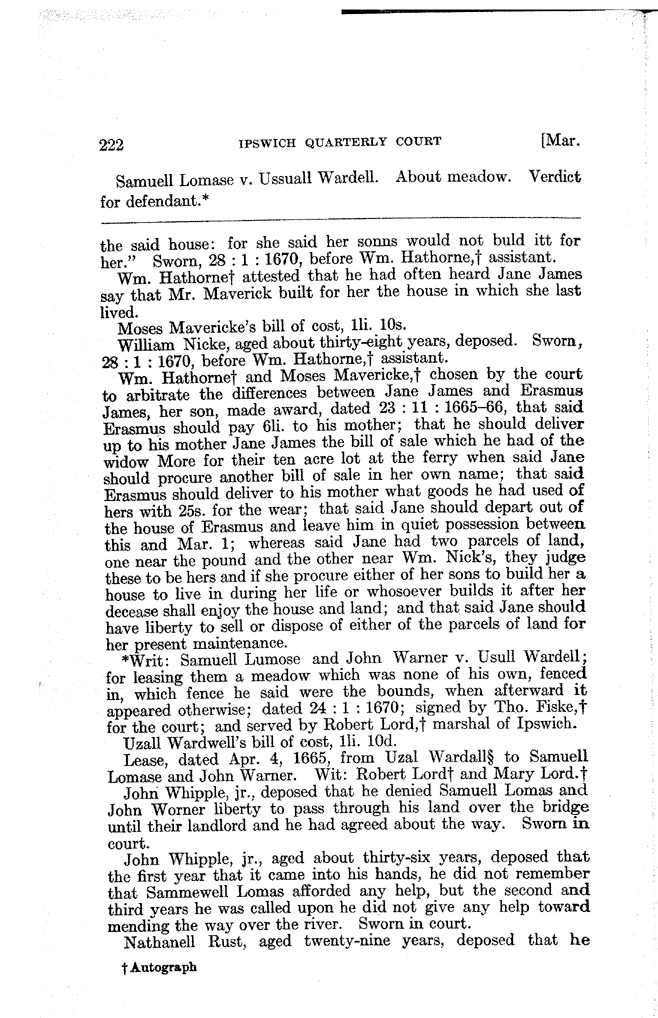 222 IPSWICH QUARTERLY COURT [Mar.
Samuell Lomase v. Ussuall Wardell. About meadow. Verdict
for defendant.*
the said house: for she said her sonns would not buld itt for
her." Sworn, 28 : 1 : 1670, before Wm. Hathorne,† assistant.
Wm. Hathorne† attested that he had often heard Jane James
say that Mr. Maverick built for her the house in which she last
lived.
Moses Mavericke's bill of cost, 1li. 10s.
William Nicke, aged about thirty-eight years, deposed. Sworn,
28 : 1 : 1670, before Wm. Hathorne,† assistant.
Wm. Hathorne† and Moses Mavericke,† chosen by the court
to arbitrate the differences between Jane James and Erasmus
James, her son, made award, dated 23 : 11 : 1665–66, that said
Erasmus should pay 6li. to his mother; that he should deliver
up to his mother Jane James the bill of sale which he had of the
widow More for their ten acre lot at the ferry when said Jane
should procure another bill of sale in her own name; that said
Erasmus should deliver to his mother what goods he had used of
hers with 25s. for the wear; that said Jane should depart out of
the house of Erasmus and leave him in quiet possession between
this and Mar. 1; whereas said Jane had two parcels of land,
one near the pound and the other near Wm. Nick's, they judge
these to be hers and if she procure either of her sons to build her a
house to live in during her life or whosoever builds it after her
decease shall enjoy the house and land; and that said Jane should
have liberty to sell or dispose of either of the parcels of land for
her present maintenance.
*Writ: Samuell Lumose and John Warner v. Usull Wardell;
for leasing them a meadow which was none of his own, fenced
in, which fence he said were the bounds, when afterward it
appeared otherwise; dated 24 : 1 : 1670; signed by Tho. Fiske,†
for the court; and served by Robert Lord,† marshal of Ipswich.
Uzall Wardwell's bill of cost, 1li. 10d.
Lease, dated Apr. 4, 1665, from Uzal Wardall§ to Samuell
Lomase and John Warner. Wit: Robert Lord† and Mary Lord.†
John Whipple, jr., deposed that he denied Samuell Lomas and
John Worner liberty to pass through his land over the bridge
until their landlord and he had agreed about the way. Sworn in
court.
John Whipple, jr., aged about thirty-six years, deposed that
the first year that it came into his hands, he did not remember
that Sammewell Lomas afforded any help, but the second and
third years he was called upon he did not give any help toward
mending the way over the river. Sworn in court.
Nathanell Rust, aged twenty-nine years, deposed that he
† Autograph